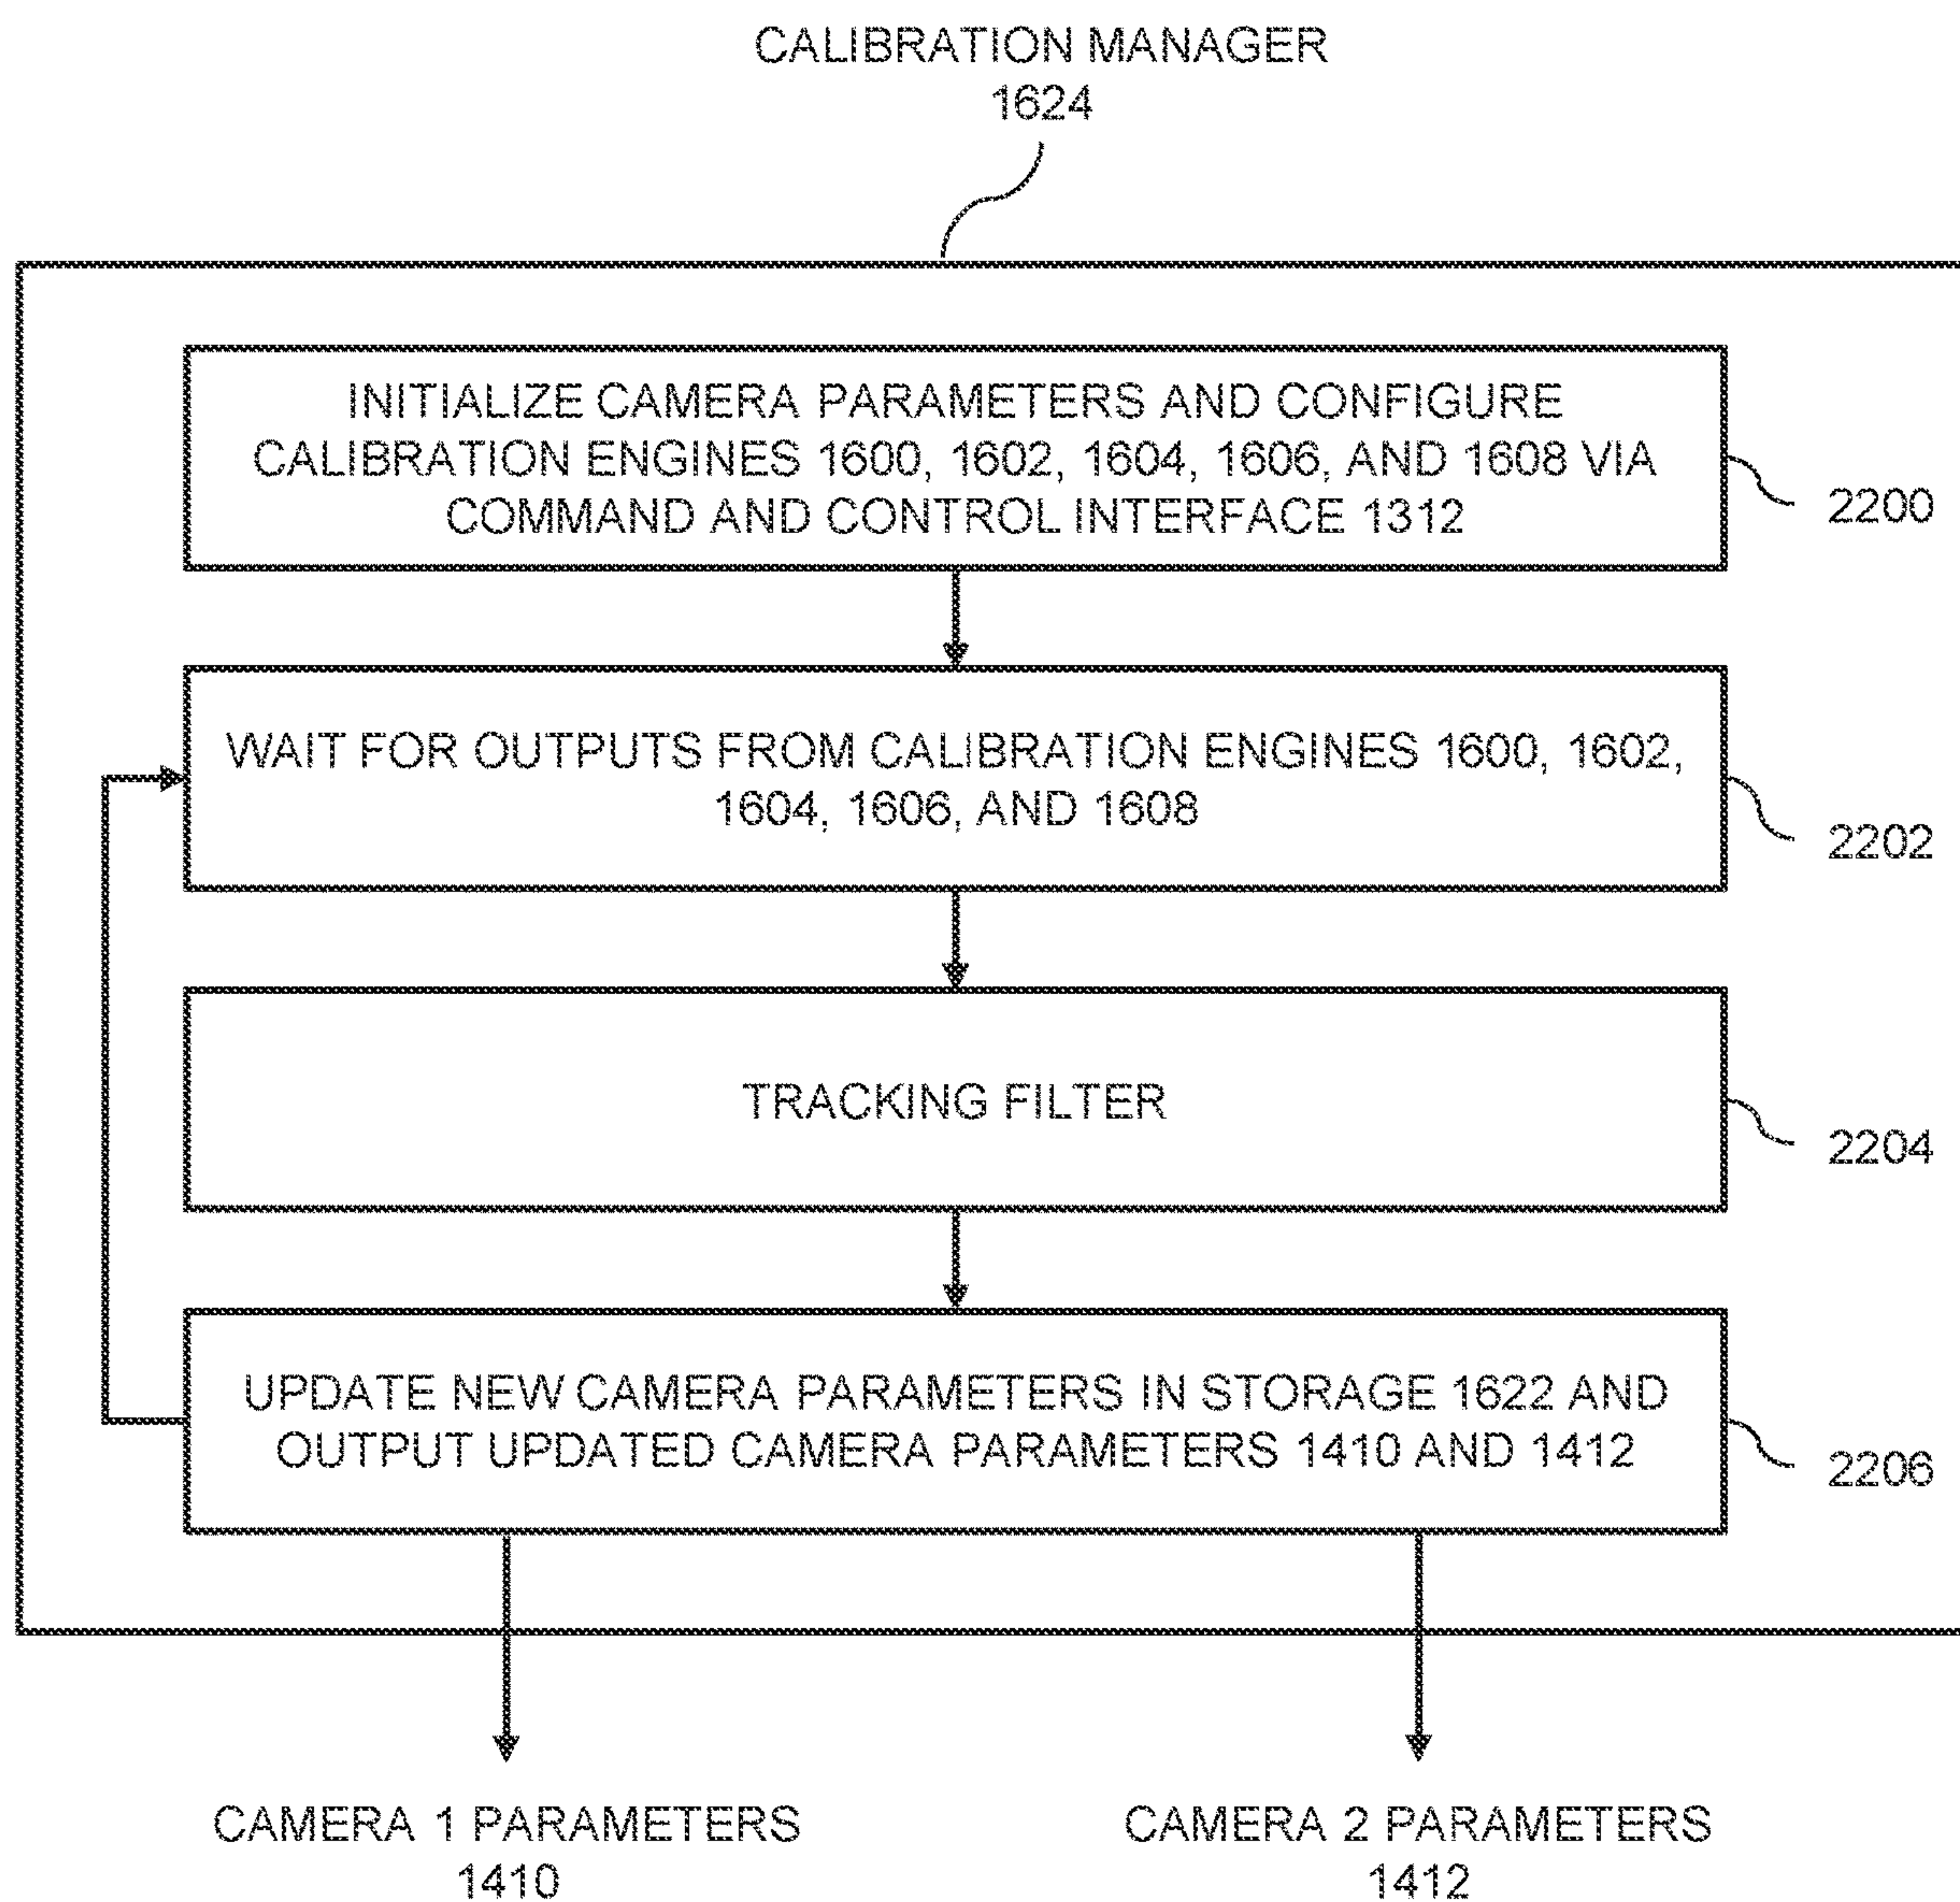 CALIBRATION MANAGER
1624
INITIALIZE CAMERA PARAMETERS AND CONFIGURE
CALIBRATION ENGINES 1600, 1602, 1604, 1606, AND 1608 VIA
COMMAND AND CONTROL INTERFACE 1312
2200
WAIT FOR OUTPUTS FROM CALIBRATION ENGINES 1600, 1602,
1604, 1606, AND 1608
2202
TRACKING FILTER
2204
UPDATE NEW CAMERA PARAMETERS IN STORAGE 1622 AND
OUTPUT UPDATED CAMERA PARAMETERS 1410 AND 1412
2206
CAMERA 1 PARAMETERS
1410
CAMERA 2 PARAMETERS
1412